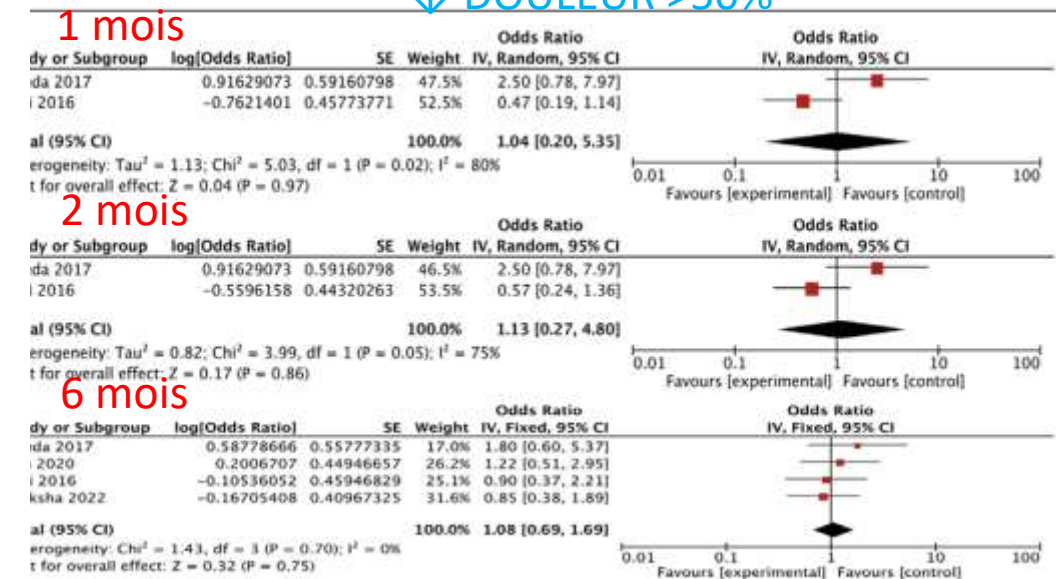 DOULEUR >50%
1 mois
Odds Ratio Odds Ratio
dy or Subgroup log[Odds Ratio] SE Weight IV, Random, 95% CI IV, Random, 95% CI
da 2017 0.91629073 0.59160798 47.5% 2.50 [0.78, 7.97]
i 2016 -0.7621401 0.45773771 52.5% 0.47 [0.19, 1.14]
al (95% CI) 100.0% 1.04 [0.20, 5.35]
erogeneity: Tau² = 1.13; Chi² = 5.03, df = 1 (P = 0.02); I² = 80%
t for overall effect: Z = 0.04 (P = 0.97)
0.01 0.1 1 10 100
Favours [experimental] Favours [control]
2 mois
Odds Ratio Odds Ratio
dy or Subgroup log[Odds Ratio] SE Weight IV, Random, 95% CI IV, Random, 95% CI
da 2017 0.91629073 0.59160798 46.5% 2.50 [0.78, 7.97]
i 2016 -0.5596158 0.44320263 53.5% 0.57 [0.24, 1.36]
al (95% CI) 100.0% 1.13 [0.27, 4.80]
erogeneity: Tau² = 0.82; Chi² = 3.99, df = 1 (P = 0.05); I² = 75%
t for overall effect: Z = 0.17 (P = 0.86)
0.01 0.1 1 10 100
Favours [experimental] Favours [control]
6 mois
Odds Ratio Odds Ratio
dy or Subgroup log[Odds Ratio] SE Weight IV, Fixed, 95% CI IV, Fixed, 95% CI
da 2017 0.58778666 0.55777335 17.0% 1.80 [0.60, 5.37]
2020 0.2006707 0.44946657 26.2% 1.22 [0.51, 2.95]
i 2016 -0.10536052 0.45946829 25.1% 0.90 [0.37, 2.21]
ksha 2022 -0.16705408 0.40967325 31.6% 0.85 [0.38, 1.89]
al (95% CI) 100.0% 1.08 [0.69, 1.69]
erogeneity: Chi² = 1.43, df = 3 (P = 0.70); I² = 0%
t for overall effect: Z = 0.32 (P = 0.75)
0.01 0.1 1 10 100
Favours [experimental] Favours [control]